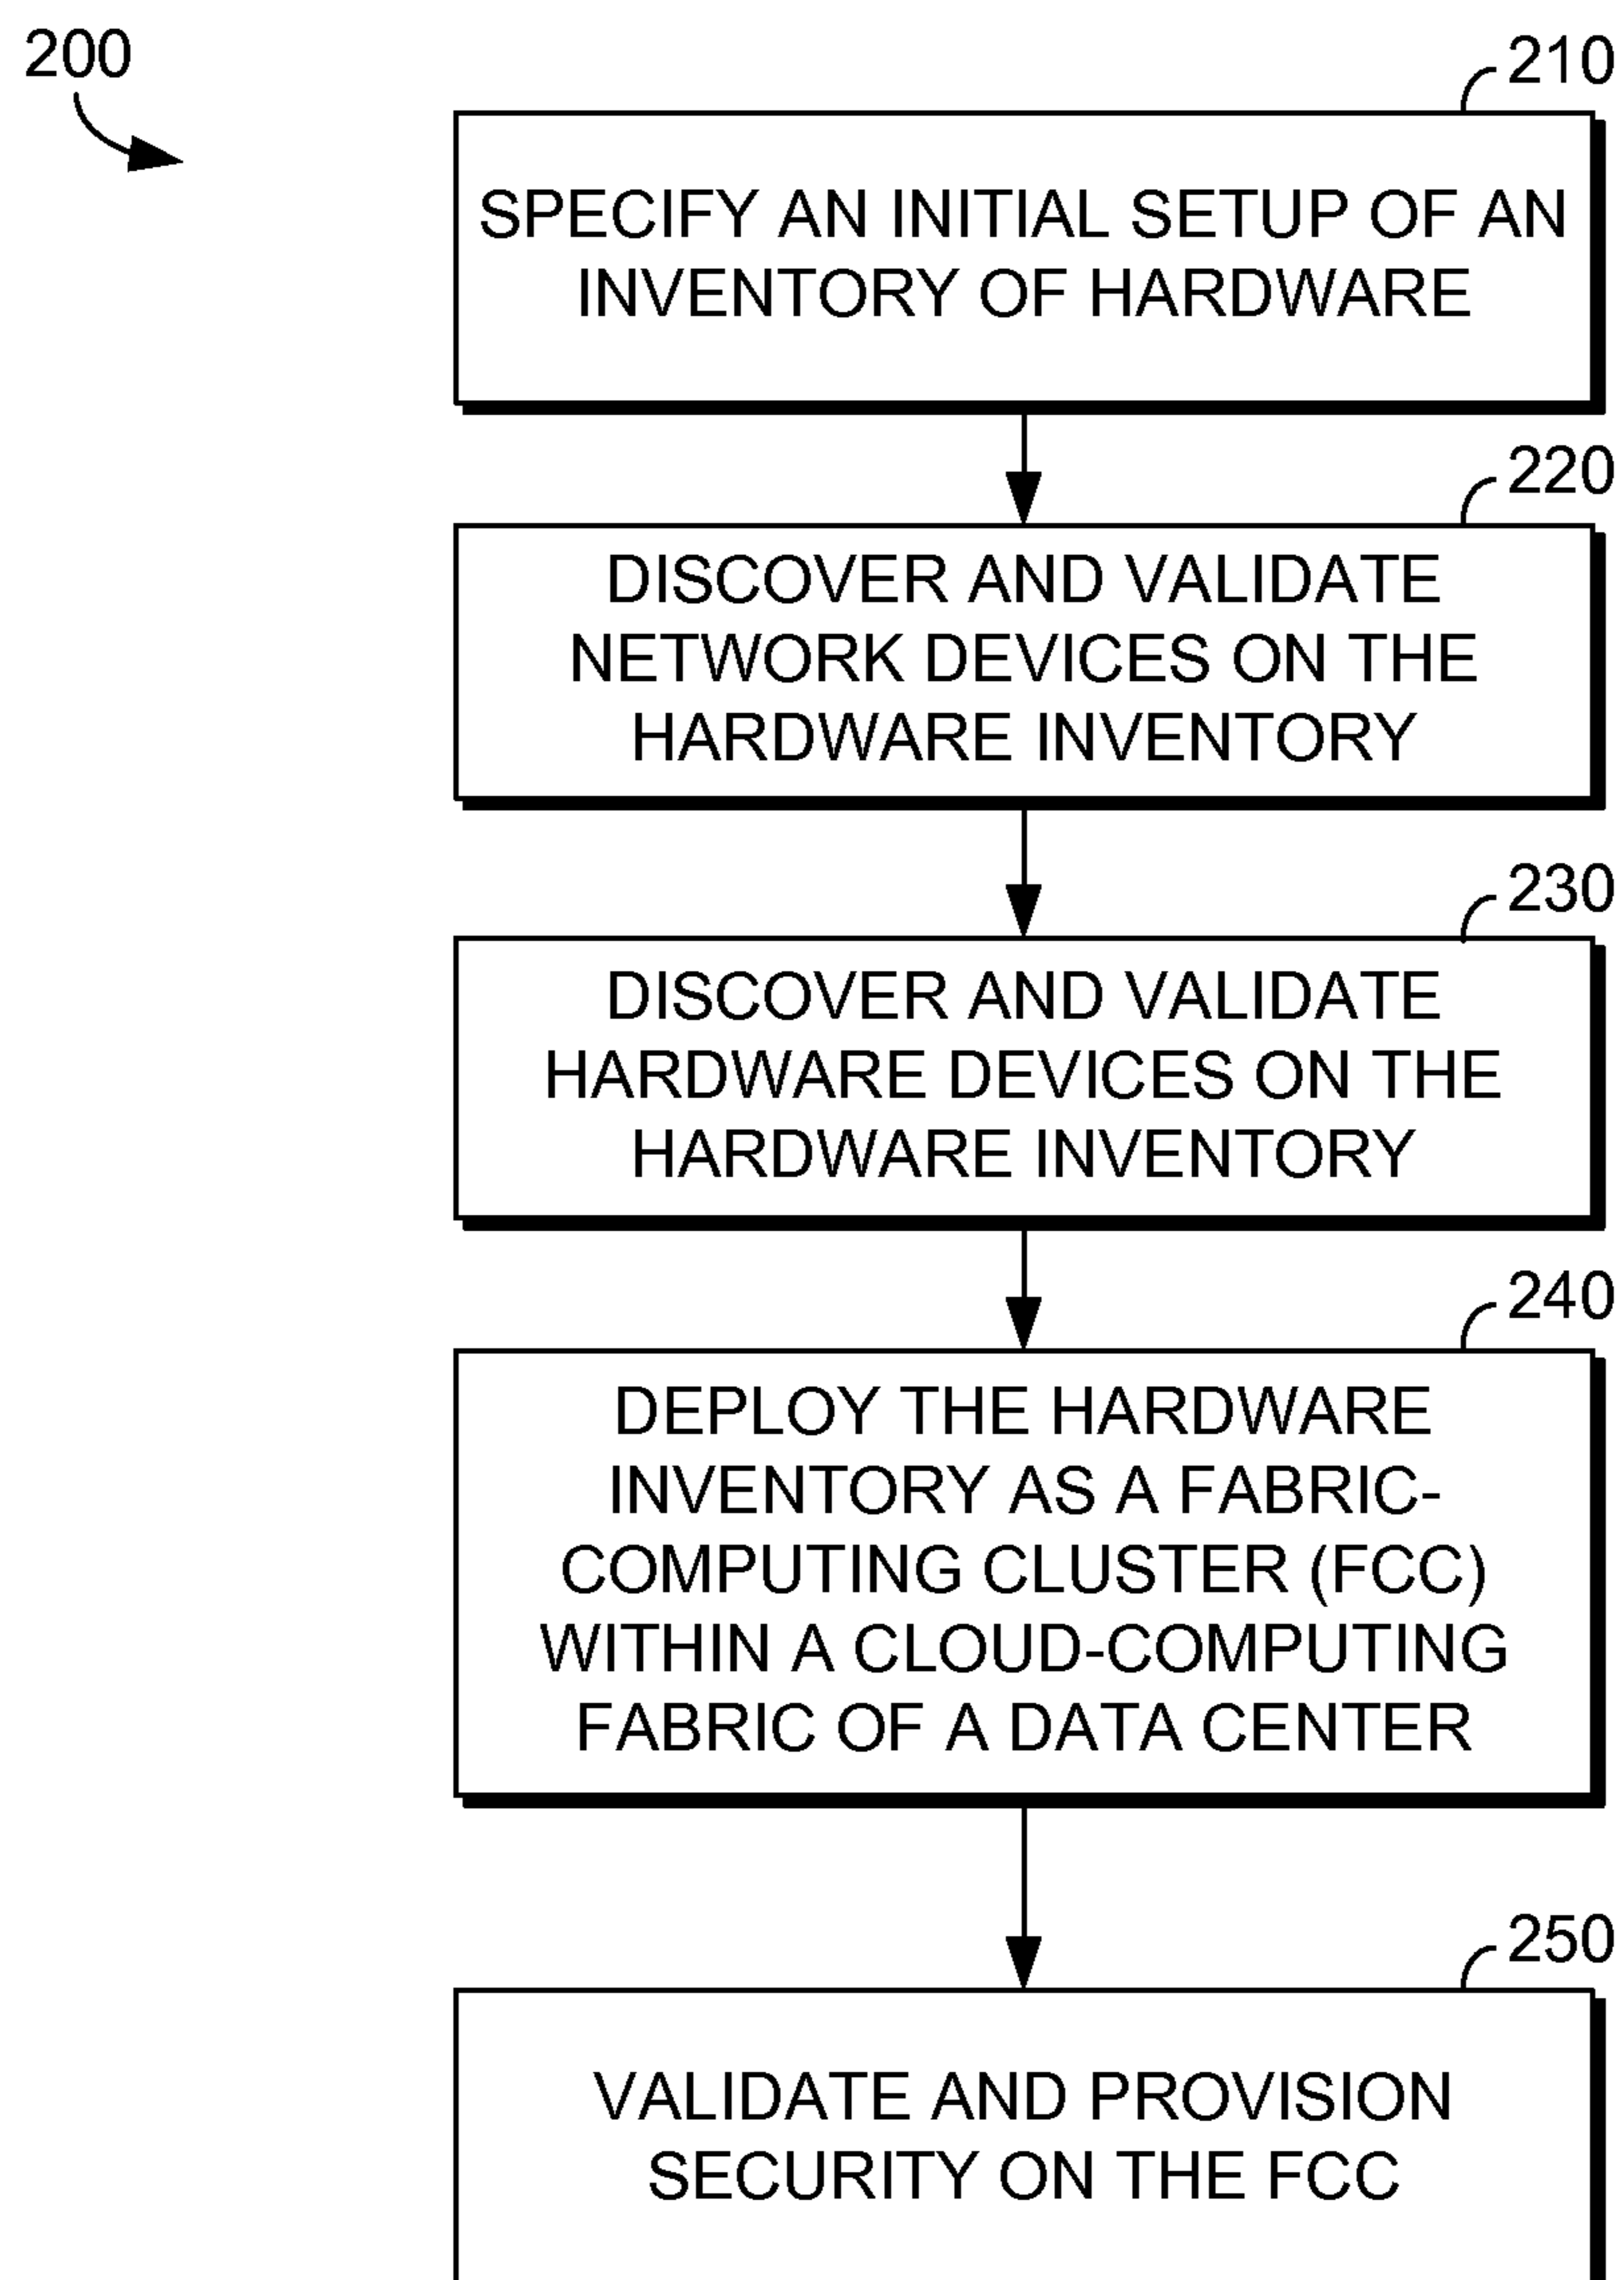 200
210
SPECIFY AN INITIAL SETUP OF AN
INVENTORY OF HARDWARE
220
DISCOVER AND VALIDATE
NETWORK DEVICES ON THE
HARDWARE INVENTORY
230
DISCOVER AND VALIDATE
HARDWARE DEVICES ON THE
HARDWARE INVENTORY
240
DEPLOY THE HARDWARE
INVENTORY AS A FABRIC-
COMPUTING CLUSTER (FCC)
WITHIN A CLOUD-COMPUTING
FABRIC OF A DATA CENTER
250
VALIDATE AND PROVISION
SECURITY ON THE FCC